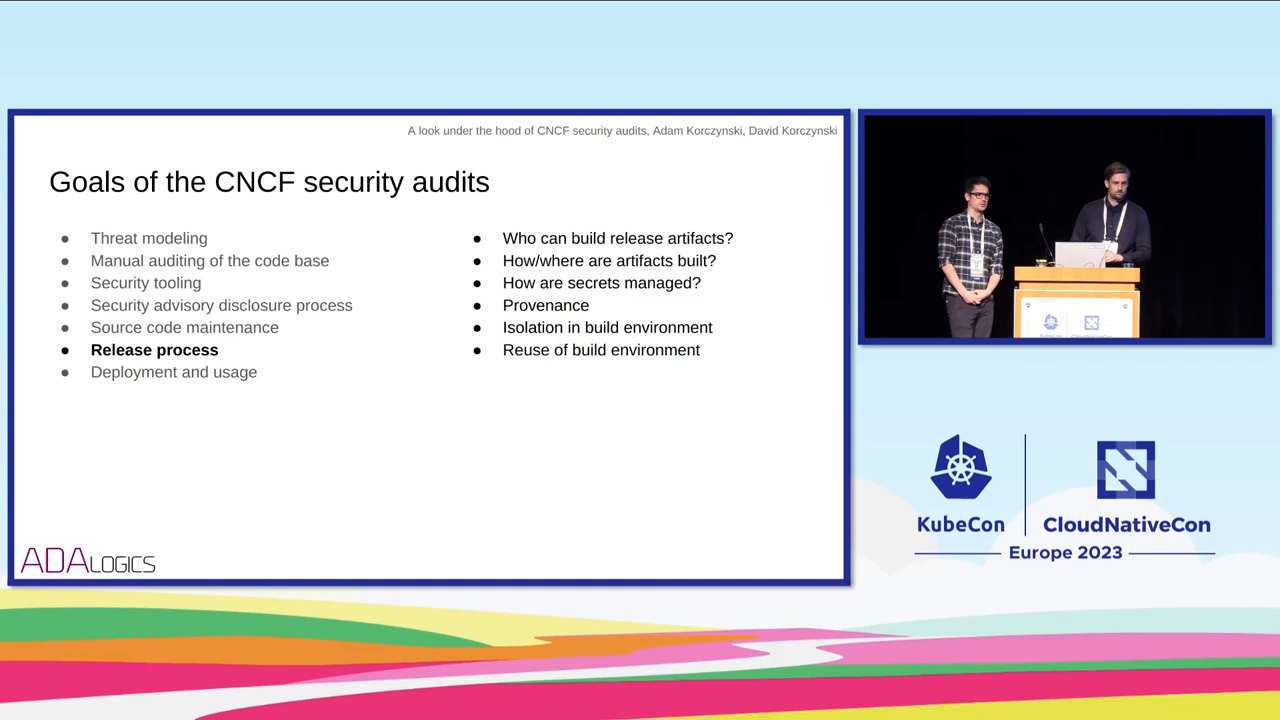 A look under the hood of CNCF security audits, Adam Korczynski, David Korczynski
Goals of the CNCF security audits
● Threat modeling
● Manual auditing of the code base
● Security tooling
● Security advisory disclosure process
● Source code maintenance
● Release process
● Deployment and usage
● Who can build release artifacts?
● How/where are artifacts built?
● How are secrets managed?
● Provenance
● Isolation in build environment
● Reuse of build environment
ADALOGICS
KubeCon
CloudNativeCon
Europe 2023